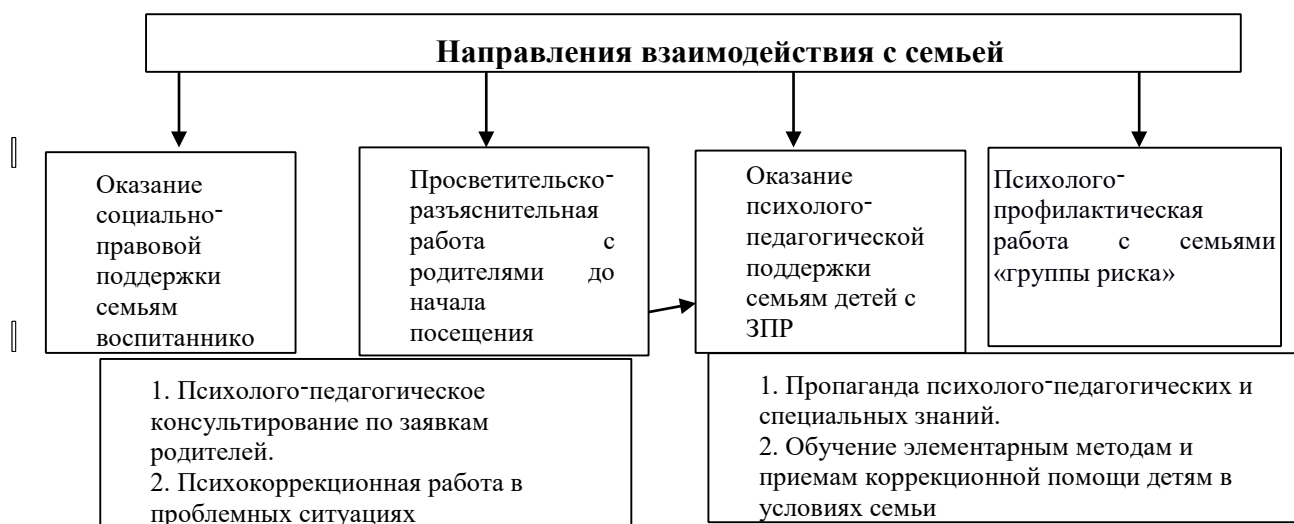 Направления взаимодействия с семьей
Оказание
социально-
правовой
поддержки
семьям
воспитаннико
Просветительско-
разъяснительная
работа с
родителями до
начала
посещения
Оказание
психолого-
педагогической
поддержки
семьям детей с
ЗПР
Психолого-
профилактическая
работа с семьями
«группы риска»
1. Психолого-педагогическое
консультирование по заявкам
родителей.
2. Психокоррекционная работа в
проблемных ситуациях
1. Пропаганда психолого-педагогических и
специальных знаний.
2. Обучение элементарным методам и
приемам коррекционной помощи детям в
условиях семьи